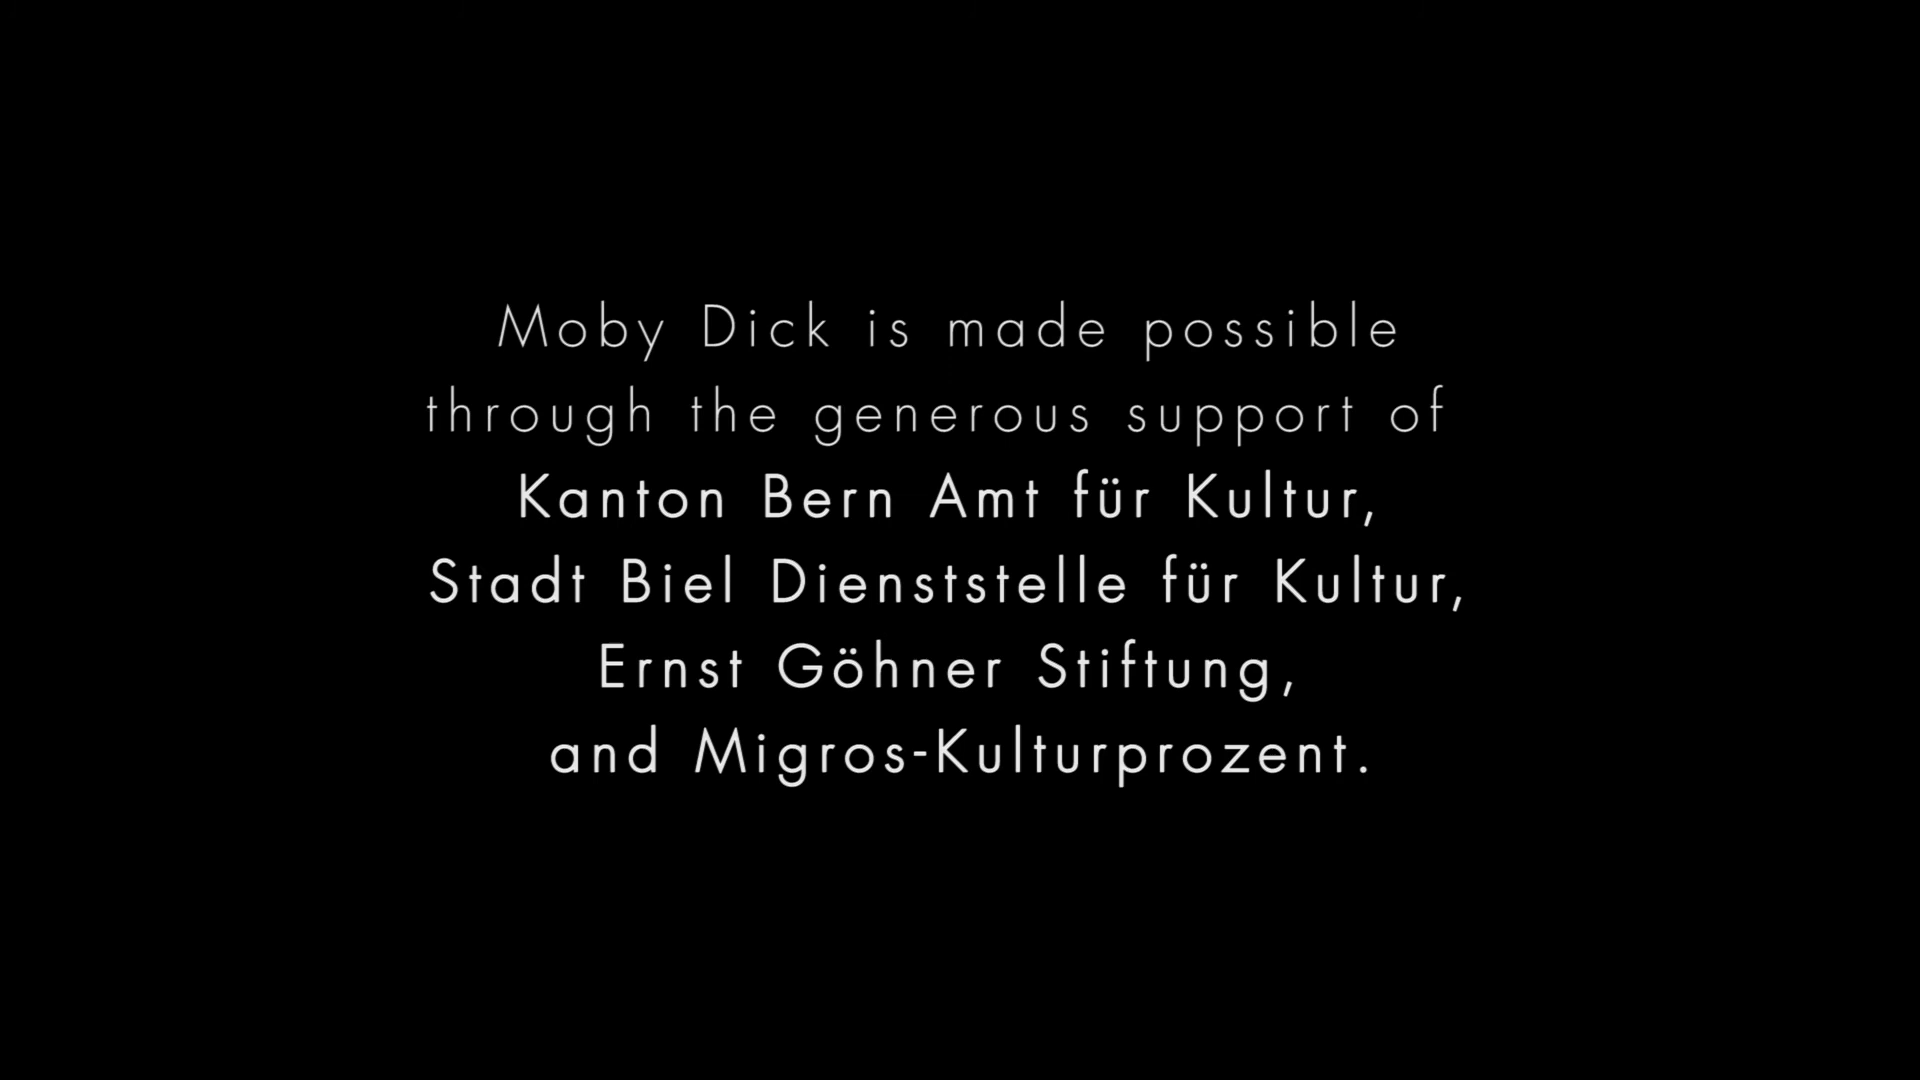 Moby Dick is made possible
through the generous support of
Kanton Bern Amt für Kultur,
Stadt Biel Dienststelle für Kultur,
Ernst Göhner Stiftung,
and Migros-Kulturprozent.